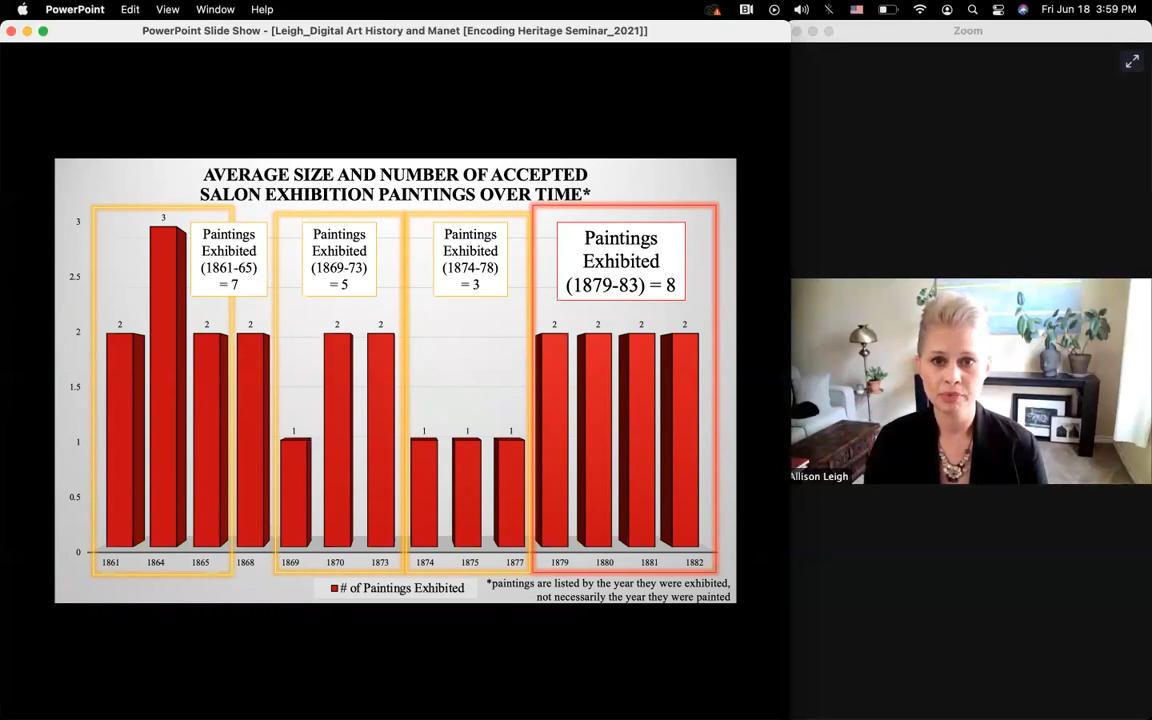 PowerPoint Edit View Window Help
Fri Jun 18 3:59 PM
PowerPoint Slide Show - [Leigh_Digital Art History and Manet [Encoding Heritage Seminar_2021]]
Zoom
AVERAGE SIZE AND NUMBER OF ACCEPTED
SALON EXHIBITION PAINTINGS OVER TIME*
3
2.5
2
1.5
1
0.5
0
2
3
2
2
1
2
2
1
1
1
2
2
2
2
Paintings
Exhibited
(1861-65)
= 7
Paintings
Exhibited
(1869-73)
= 5
Paintings
Exhibited
(1874-78)
= 3
Paintings
Exhibited
(1879-83) = 8
1861 1864 1865 1868 1869 1870 1873 1874 1875 1877 1879 1880 1881 1882
# of Paintings Exhibited
*paintings are listed by the year they were exhibited,
not necessarily the year they were painted
Allison Leigh